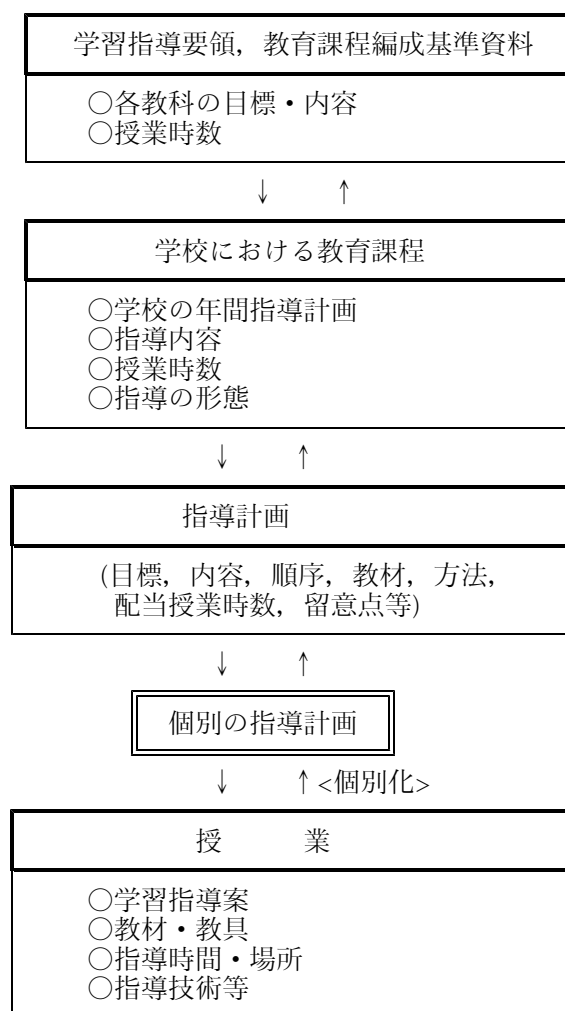 学習指導要領，教育課程編成基準資料
○各教科の目標・内容
○授業時数
↓　↑
学校における教育課程
○学校の年間指導計画
○指導内容
○授業時数
○指導の形態
↓　↑
指導計画
(目標，内容，順序，教材，方法，
配当授業時数，留意点等)
↓　↑
個別の指導計画
↓　↑<個別化>
授　業
○学習指導案
○教材・教具
○指導時間・場所
○指導技術等